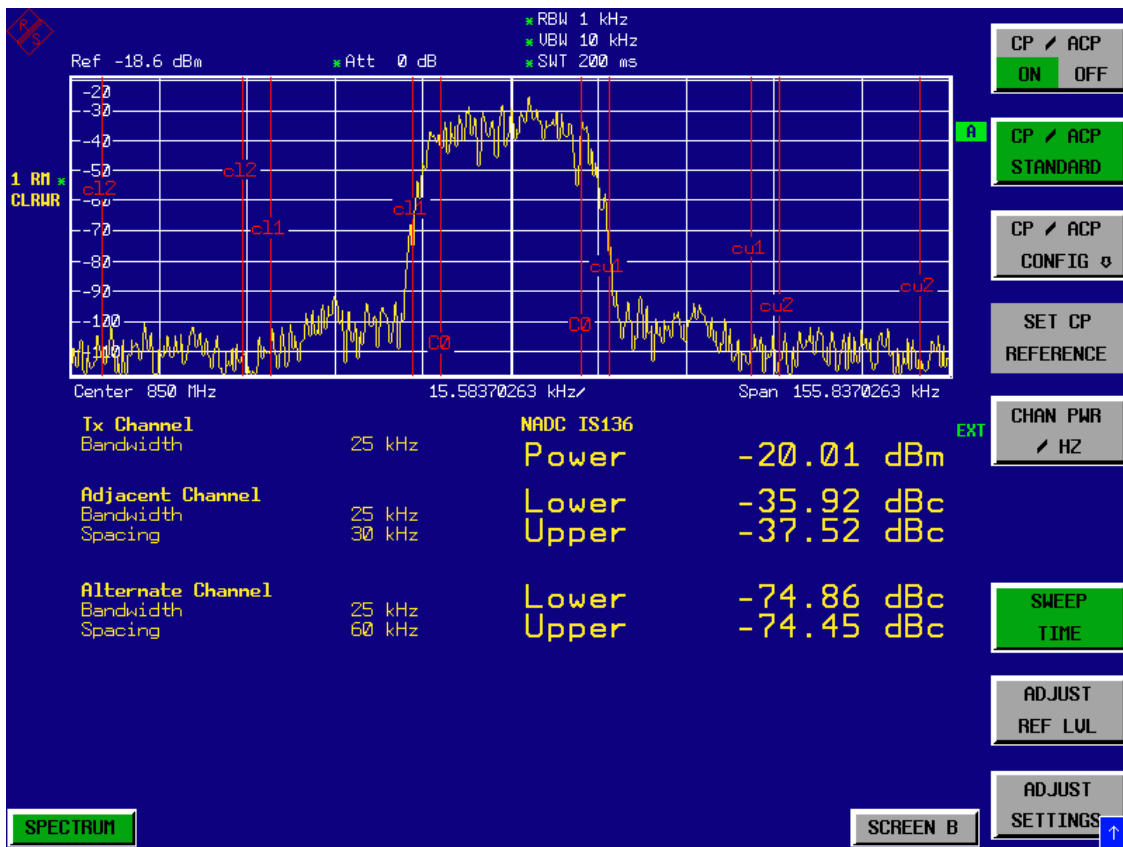 R S
* RBW 1 kHz
* VBW 10 kHz
Ref -18.6 dBm * Att 0 dB * SWT 200 ms
-20
-30
-40
-50
-60
-70
-80
-90
-100
-110
1 RM *
CLRWR
A
cl2 cl2 cl1 cl1 C0 C0 cu1 cu1 cu2 cu2
Center 850 MHz 15.58370263 kHz/ Span 155.8370263 kHz
Tx Channel NADC IS136 EXT
Bandwidth 25 kHz Power -20.01 dBm
Adjacent Channel Lower -35.92 dBc
Bandwidth 25 kHz
Spacing 30 kHz Upper -37.52 dBc
Alternate Channel Lower -74.86 dBc
Bandwidth 25 kHz
Spacing 60 kHz Upper -74.45 dBc
CP / ACP
ON OFF
CP / ACP
STANDARD
CP / ACP
CONFIG
SET CP
REFERENCE
CHAN PWR
/ HZ
SWEEP
TIME
ADJUST
REF LVL
ADJUST
SETTINGS
SPECTRUM SCREEN B